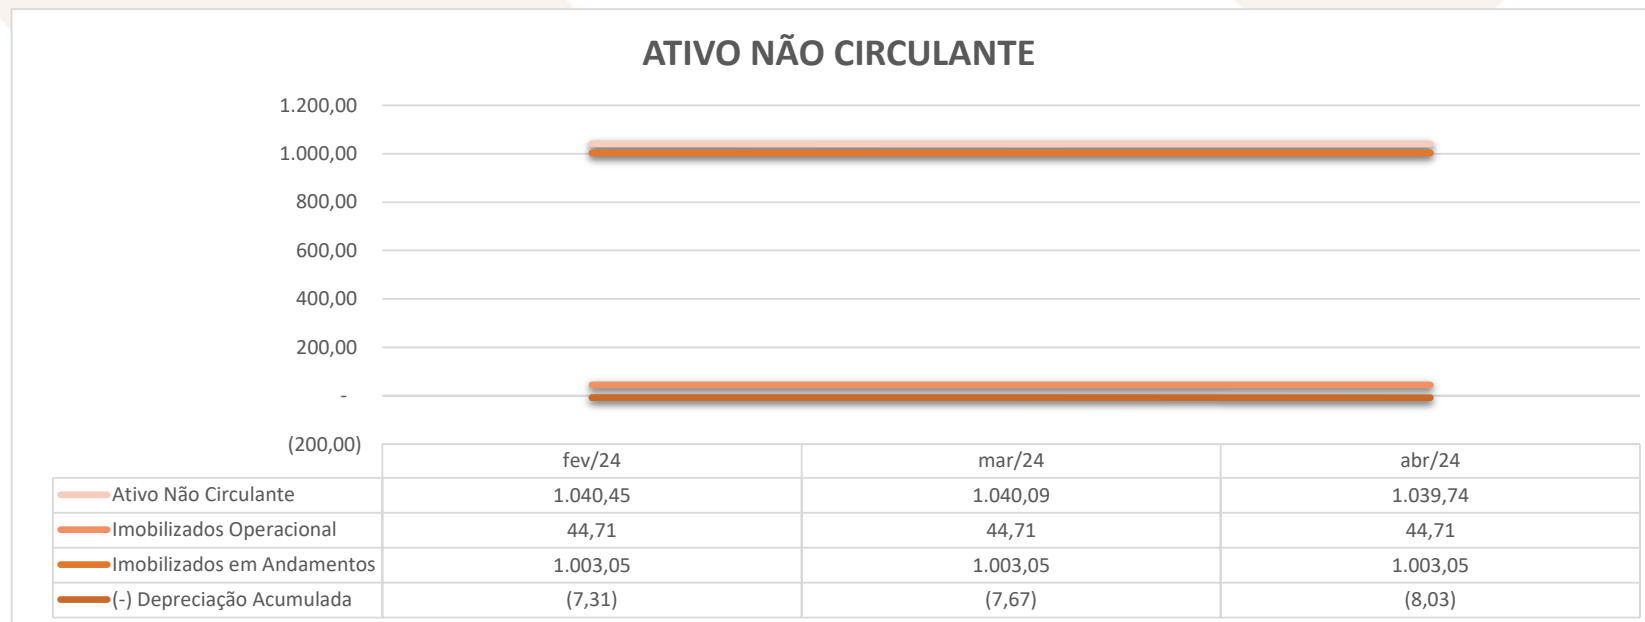 ATIVO NÃO CIRCULANTE
1.200,00
1.000,00
800,00
600,00
400,00
200,00
-
(200,00)
fev/24 mar/24 abr/24
Ativo Não Circulante 1.040,45 1.040,09 1.039,74
Imobilizados Operacional 44,71 44,71 44,71
Imobilizados em Andamentos 1.003,05 1.003,05 1.003,05
(-) Depreciação Acumulada (7,31) (7,67) (8,03)